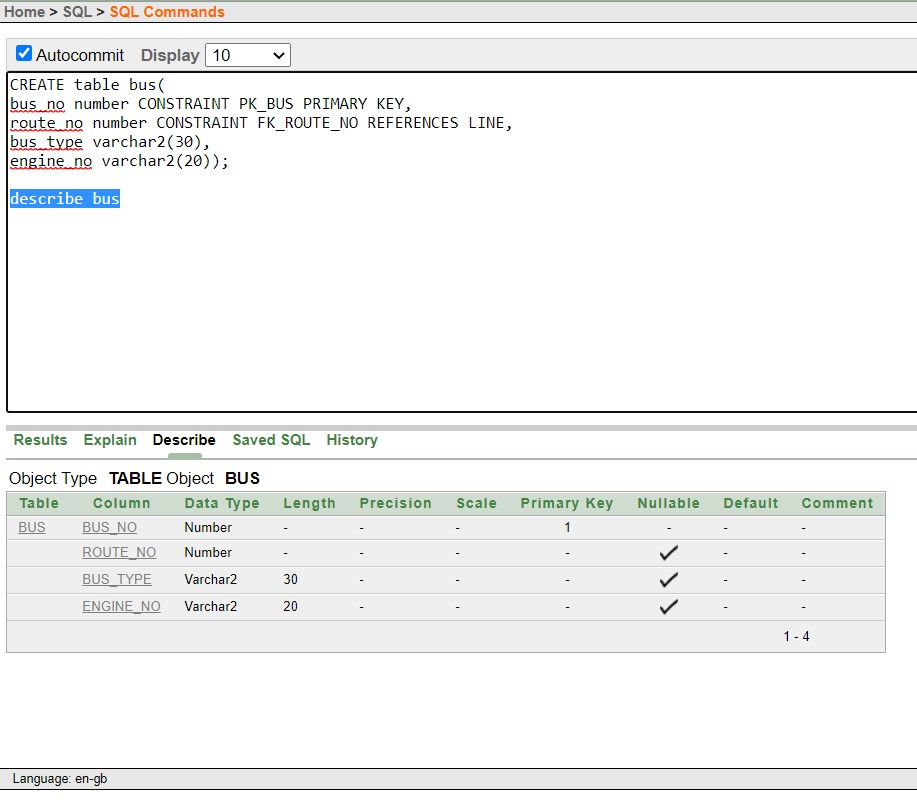 Home > SQL > SQL Commands
Autocommit Display 10
CREATE table bus(
bus_no number CONSTRAINT PK_BUS PRIMARY KEY,
route_no number CONSTRAINT FK_ROUTE_NO REFERENCES LINE,
bus_type varchar2(30),
engine_no varchar2(20));
describe bus
Results Explain Describe Saved SQL History
Object Type TABLE Object BUS
Table Column Data Type Length Precision Scale Primary Key Nullable Default Comment
BUS BUS_NO Number - - - 1 - - -
ROUTE_NO Number - - - - ✓ - -
BUS_TYPE Varchar2 30 - - - ✓ - -
ENGINE_NO Varchar2 20 - - - ✓ - -
1 - 4
Language: en-gb